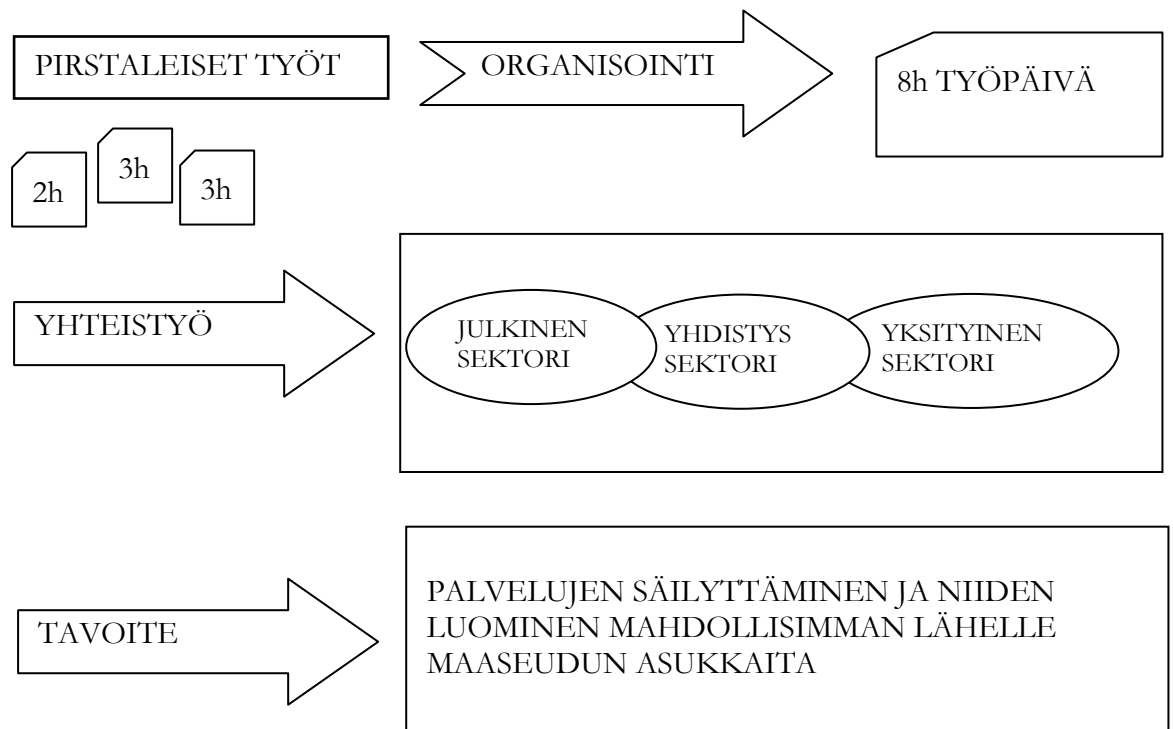 PIRSTALEISET TYÖT
ORGANISOINTI
8h TYÖPÄIVÄ
2h
3h
3h
YHTEISTYÖ
JULKINEN
SEKTORI
YHDISTYS
SEKTORI
YKSITYINEN
SEKTORI
TAVOITE
PALVELUJEN SÄILYTTÄMINEN JA NIIDEN
LUOMINEN MAHDOLLISIMMAN LÄHELLE
MAASEUDUN ASUKKAITA